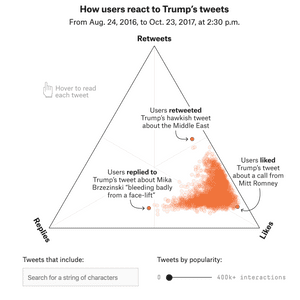 How users react to Trump's tweets
From Aug. 24, 2016, to Oct. 23, 2017, at 2:30 p.m.
Retweets
Hover to read
each tweet
Users retweeted
Trump's hawkish tweet
about the Middle East
Users liked
Trump's tweet
about a call from
Mitt Romney
Users replied to
Trump's tweet about Mika
Brzezinski "bleeding badly
from a face-lift"
Replies
Likes
Tweets that include:
Search for a string of characters
Tweets by popularity:
0
400k+ interactions